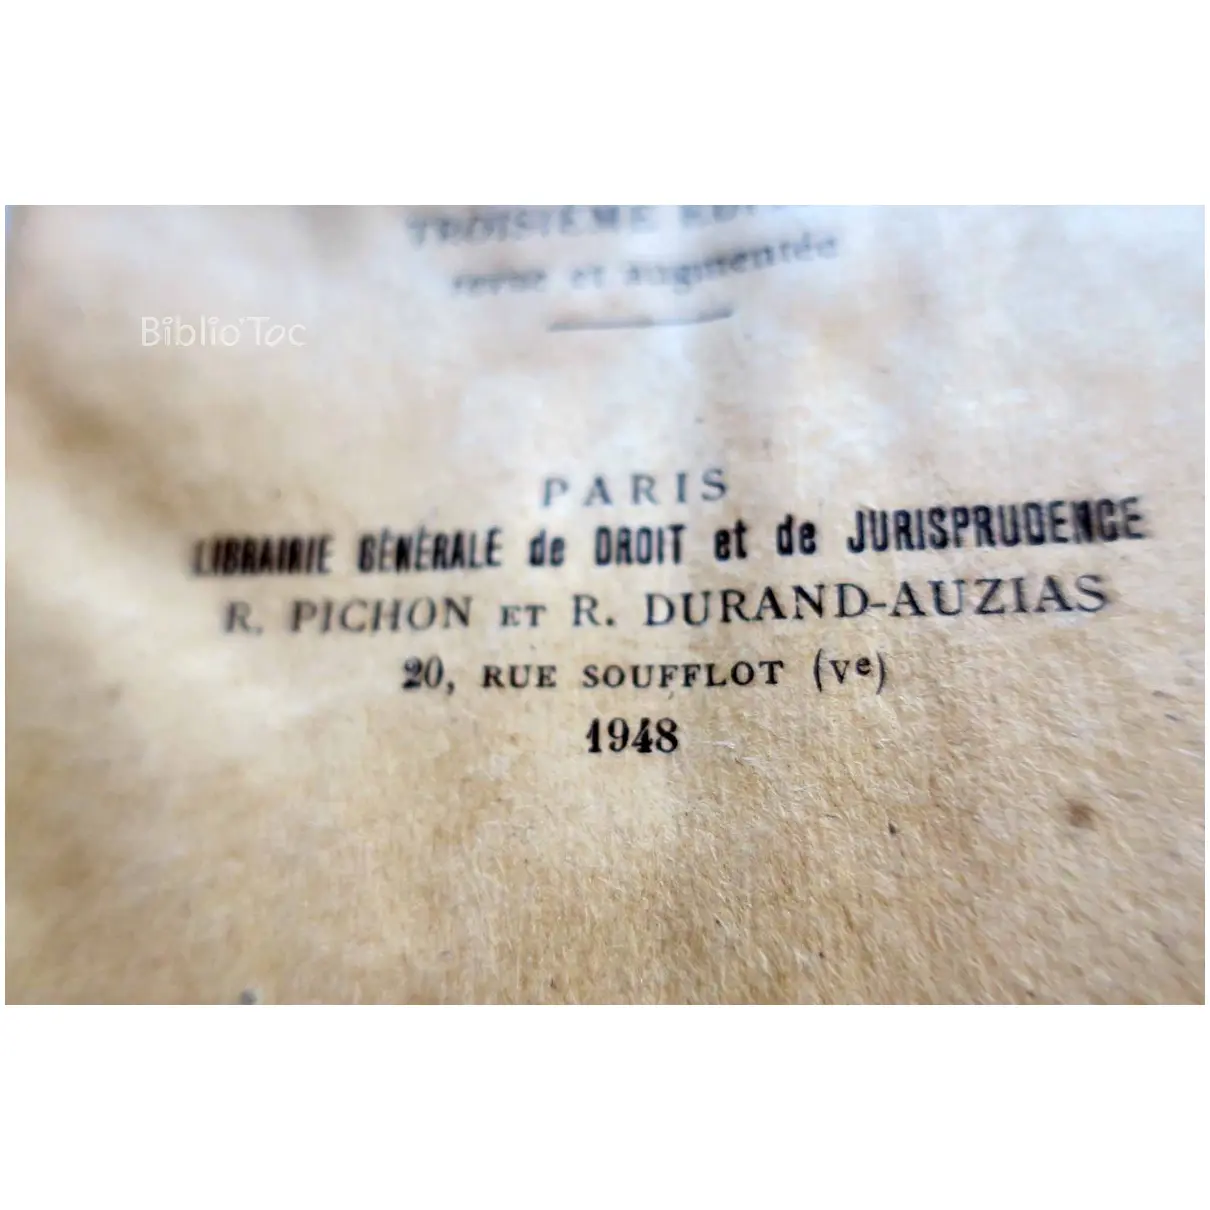 TROISIÈME
revue et augmentée
Biblio'Toc
PARIS
LIBRAIRIE GÉNÉRALE de DROIT et de JURISPRUDENCE
R. PICHON ET R. DURAND-AUZIAS
20, RUE SOUFFLOT (ve)
1948